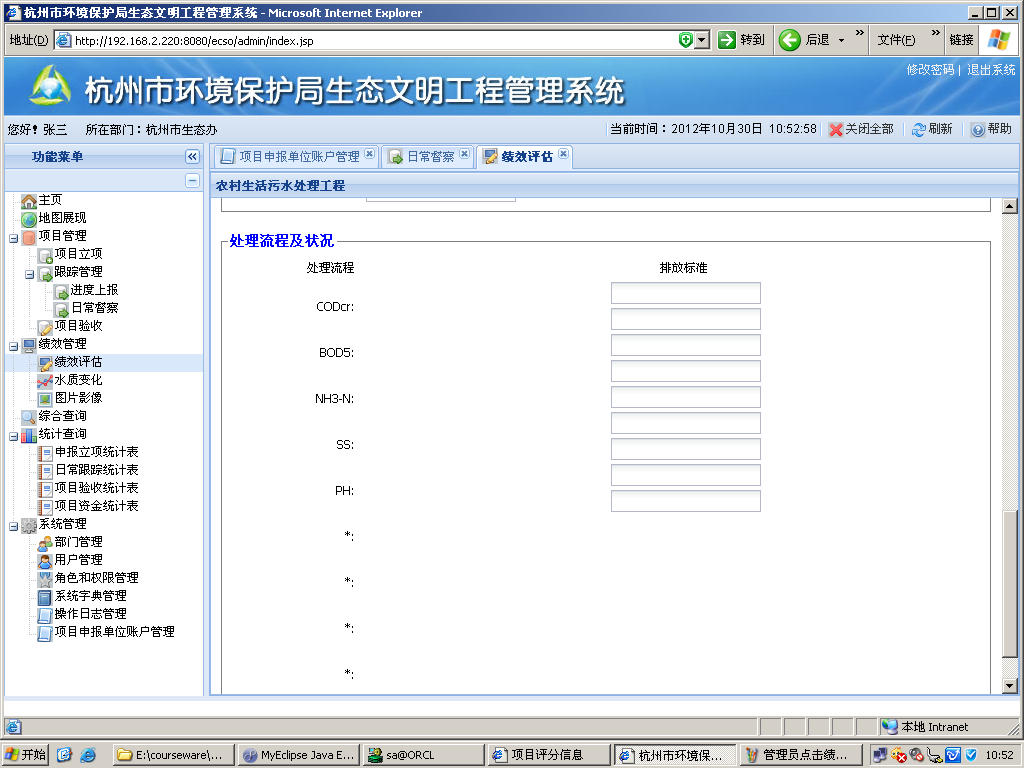 杭州市环境保护局生态文明工程管理系统 - Microsoft Internet Explorer
地址(D) http://192.168.2.220:8080/ecso/admin/index.jsp 转到 后退 » 文件(F) » 链接
杭州市环境保护局生态文明工程管理系统
修改密码 | 退出系统
您好! 张三 所在部门：杭州市生态办
当前时间：2012年10月30日 10:52:58 关闭全部 刷新 帮助
功能菜单
主页
地图展现
项目管理
项目立项
跟踪管理
进度上报
日常督察
项目验收
绩效管理
绩效评估
水质变化
图片影像
综合查询
统计查询
申报立项统计表
日常跟踪统计表
项目验收统计表
项目资金统计表
系统管理
部门管理
用户管理
角色和权限管理
系统字典管理
操作日志管理
项目申报单位账户管理
项目申报单位账户管理 日常督察 绩效评估
农村生活污水处理工程
处理流程及状况
处理流程 排放标准
CODcr:
BOD5:
NH3-N:
SS:
PH:
*:
*:
*:
*:
本地 Intranet
开始 E:\courseware\... MyEclipse Java E... sa@ORCL 项目评分信息 杭州市环境保... 管理员点击绩... 10:52